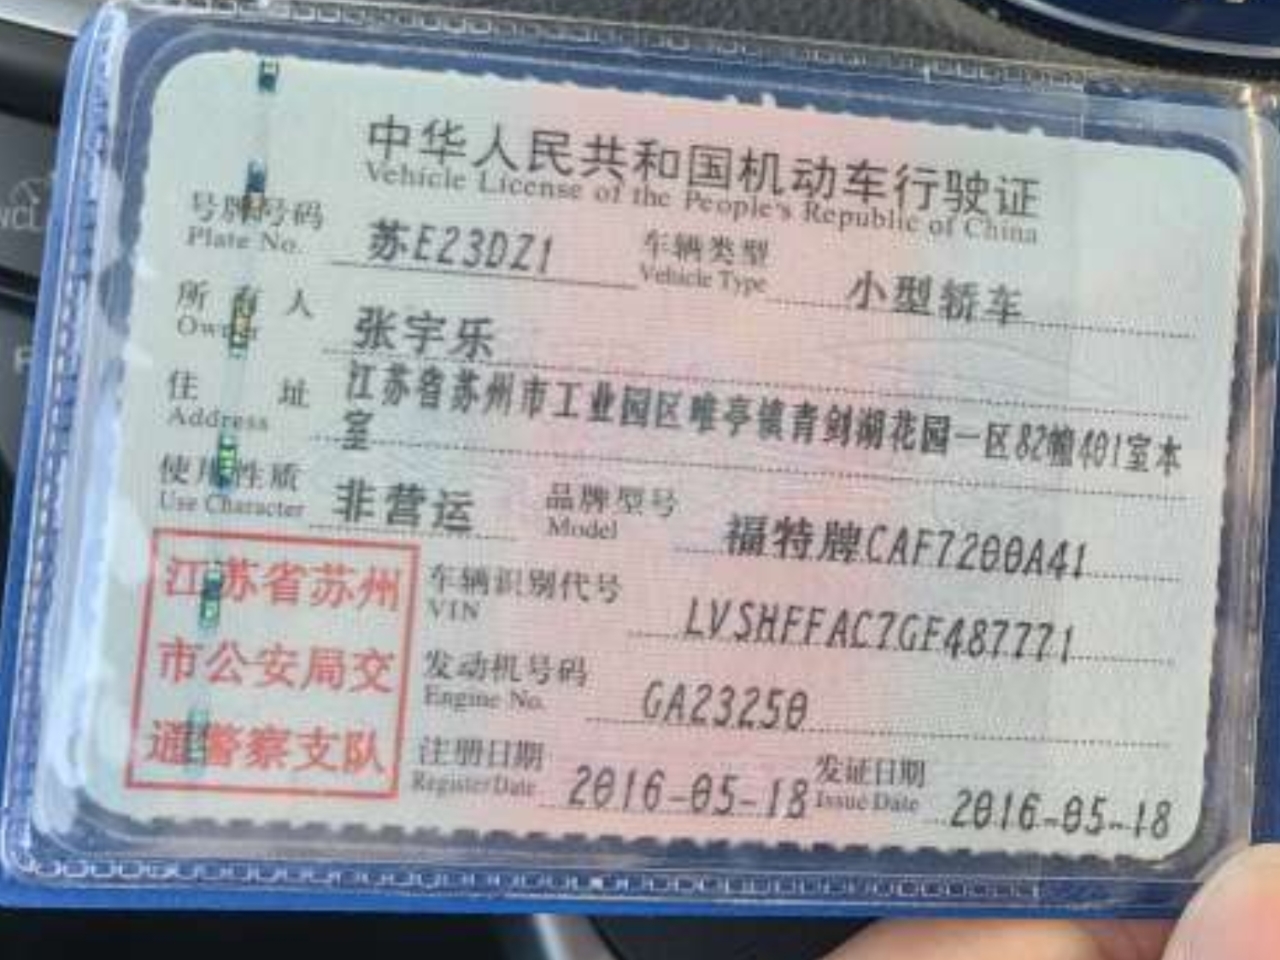 中华人民共和国机动车行驶证
Vehicle License of the People's Republic of China
号牌号码 苏E23DZ1 车辆类型 小型轿车
Plate No. Vehicle Type
所有人 张宇乐
Owner
住址 江苏省苏州市工业园区唯亭镇青剑湖花园一区82幢401室本
Address 室
使用性质 非营运 品牌型号 福特牌CAF7200A41
Use Character Model
江苏省苏州
市公安局交
通警察支队
车辆识别代号 LVSHFFAC7GF487771
VIN
发动机号码 GA23250
Engine No.
注册日期 2016-05-18 发证日期 2016-05-18
Register Date Issue Date